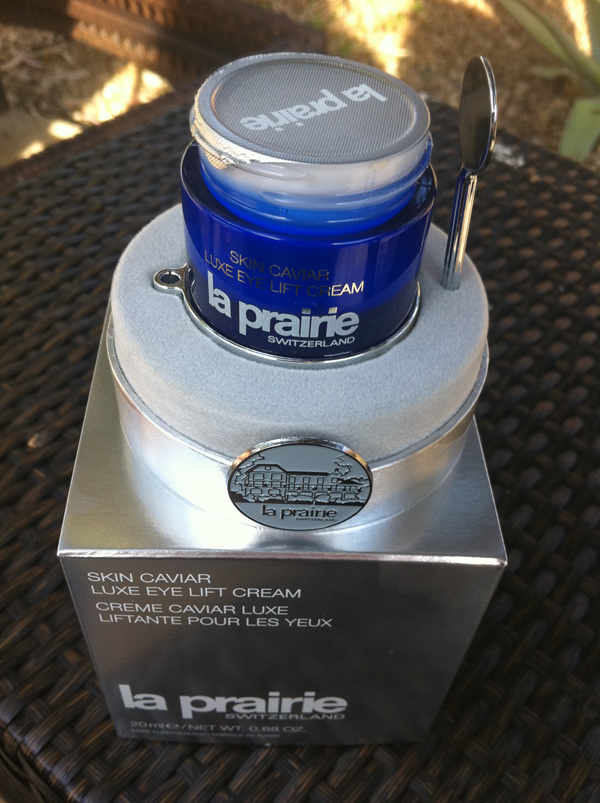 la prairie
SKIN CAVIAR
LUXE EYE LIFT CREAM
la prairie
SWITZERLAND
la prairie
SWITZERLAND
SKIN CAVIAR
LUXE EYE LIFT CREAM
CREME CAVIAR LUXE
LIFTANTE POUR LES YEUX
la prairie
SWITZERLAND
20 ml ℮ / NET WT. 0.68 OZ.